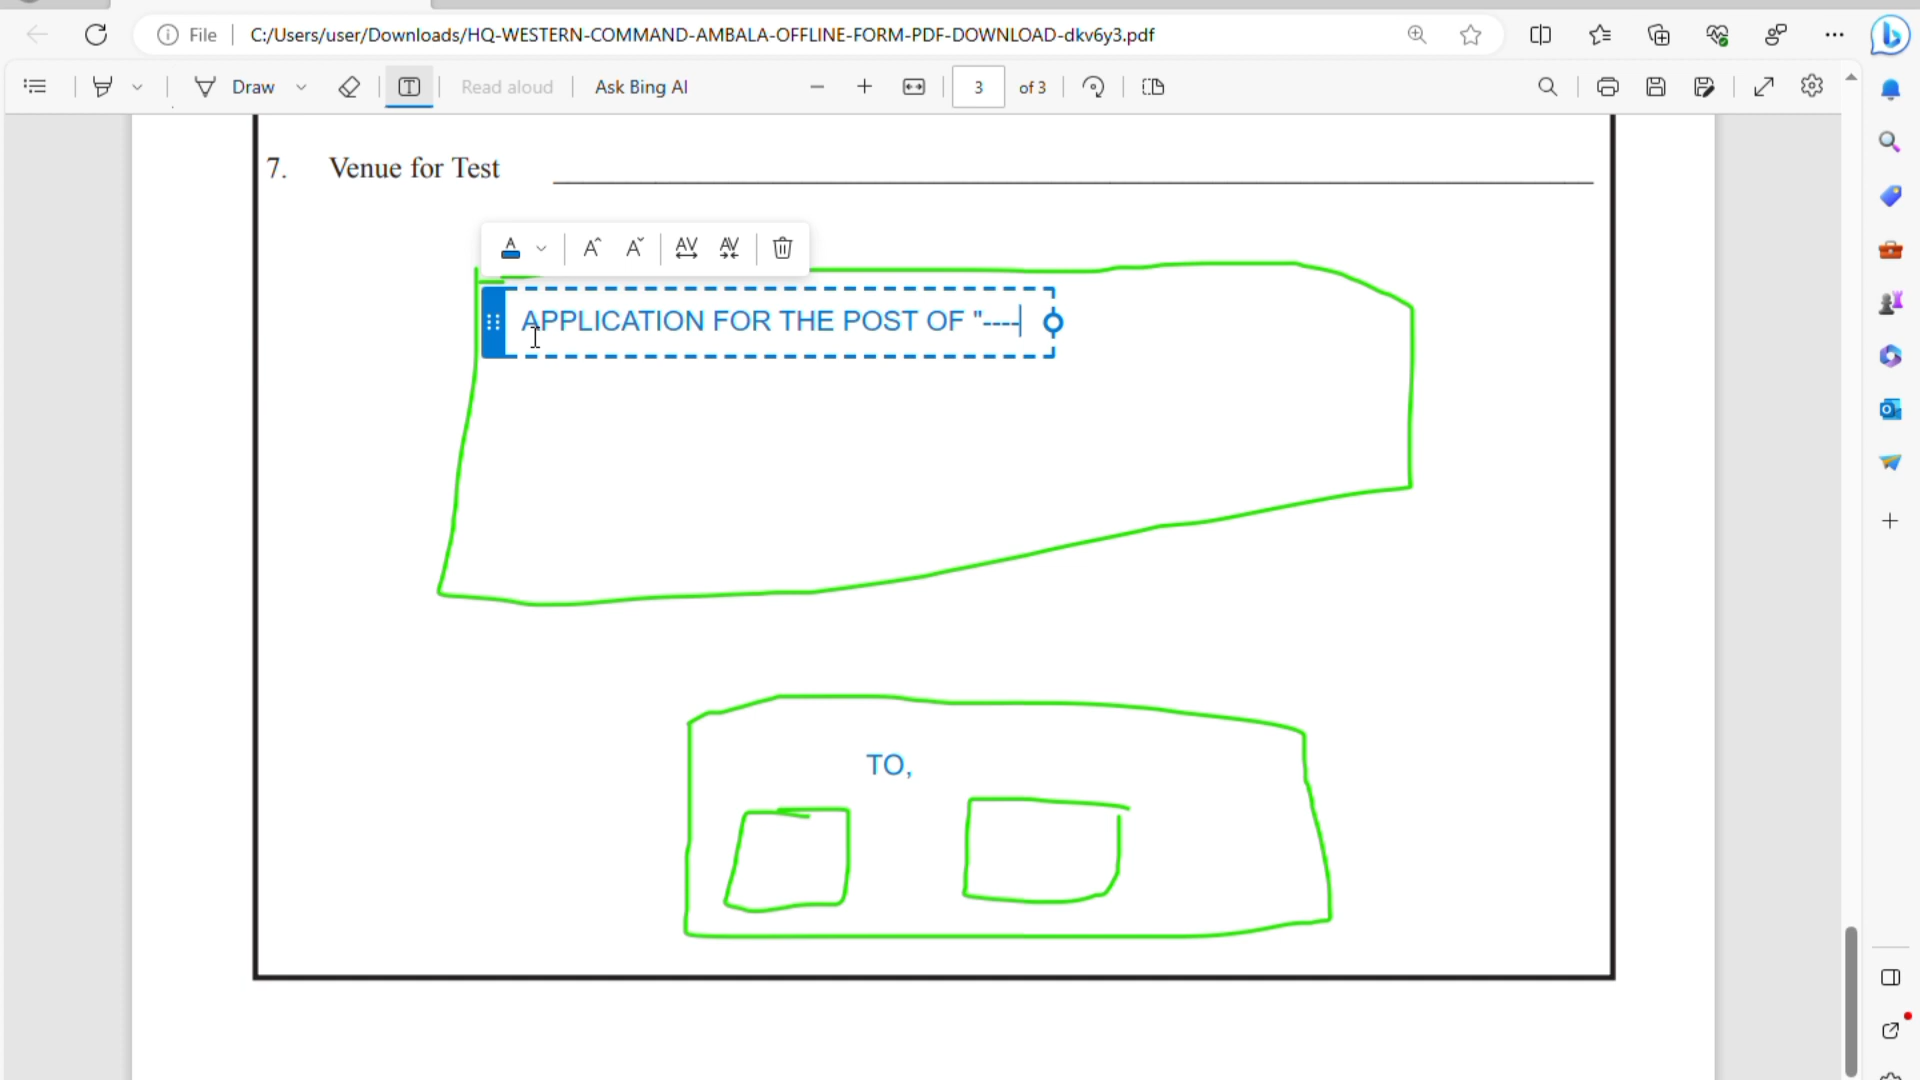 File
C:/Users/user/Downloads/HQ-WESTERN-COMMAND-AMBALA-OFFLINE-FORM-PDF-DOWNLOAD-dkv6y3.pdf
Draw
Read aloud
Ask Bing AI
3
of 3
7. Venue for Test
APPLICATION FOR THE POST OF "----
TO,